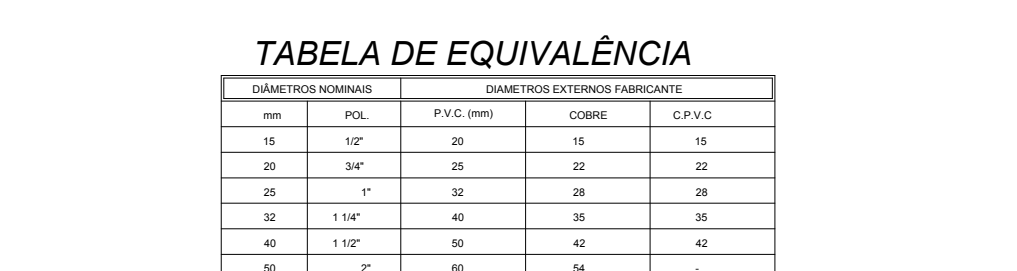 TABELA DE EQUIVALÊNCIA
DIÂMETROS NOMINAIS DIAMETROS EXTERNOS FABRICANTE
mm POL. P.V.C. (mm) COBRE C.P.V.C
15 1/2" 20 15 15
20 3/4" 25 22 22
25 1" 32 28 28
32 1 1/4" 40 35 35
40 1 1/2" 50 42 42
50 2" 60 54 -